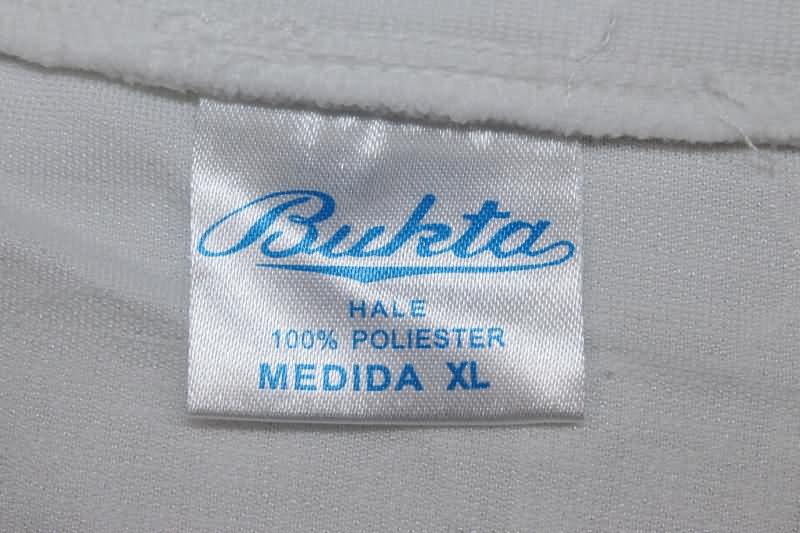 Bukta
HALE
100% POLIESTER
MEDIDA XL